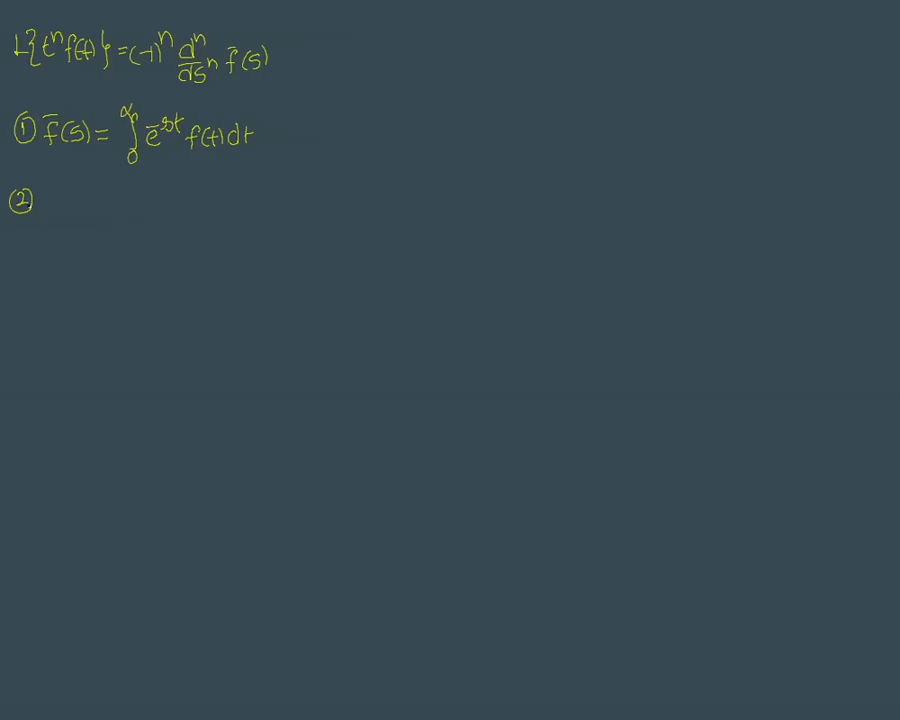 L{tⁿf(t)} = (-1)ⁿ dⁿ/dsⁿ f̄(s)
① f̄(s) = ∫₀^∞ e^-st f(t)dt
②